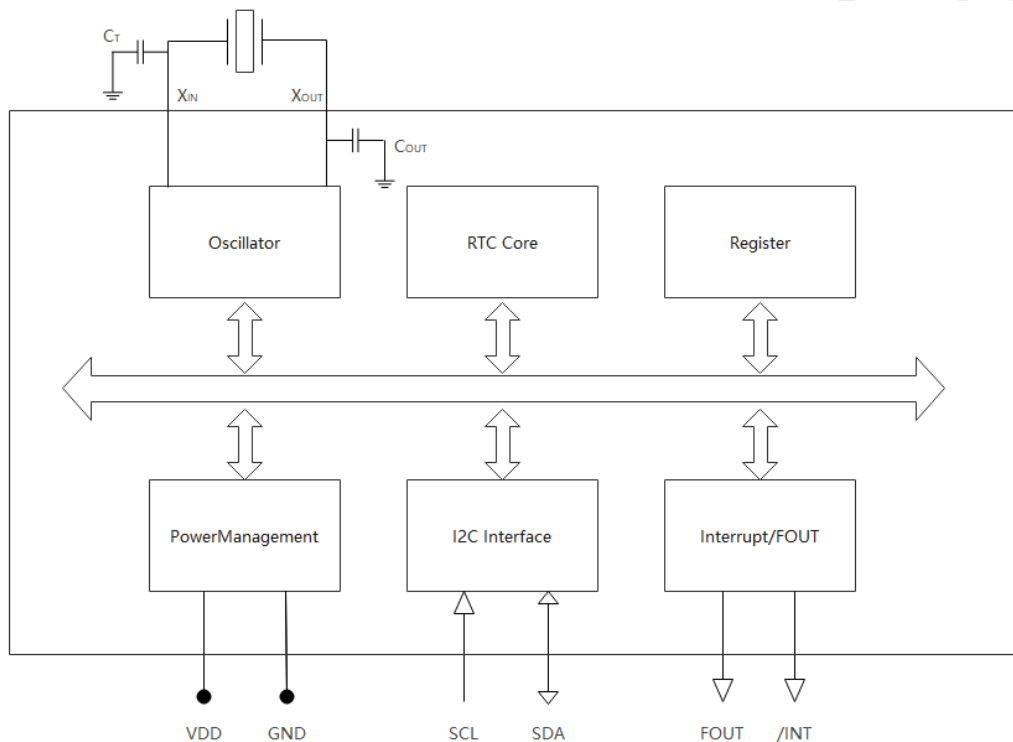 CT
XIN
XOUT
COUT
Oscillator
RTC Core
Register
PowerManagement
I2C Interface
Interrupt/FOUT
VDD
GND
SCL
SDA
FOUT
/INT